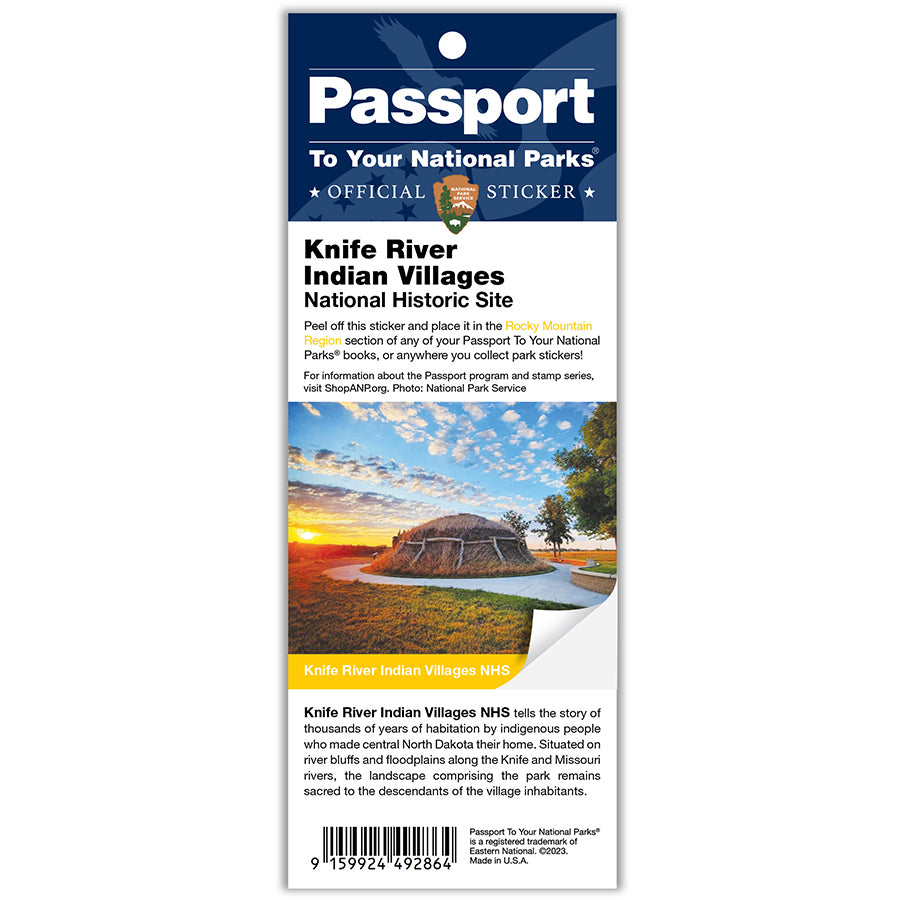 Passport
To Your National Parks®
★ OFFICIAL NATIONAL PARK SERVICE STICKER ★
Knife River
Indian Villages
National Historic Site
Peel off this sticker and place it in the Rocky Mountain
Region section of any of your Passport To Your National
Parks® books, or anywhere you collect park stickers!
For information about the Passport program and stamp series,
visit ShopANP.org. Photo: National Park Service
Knife River Indian Villages NHS
Knife River Indian Villages NHS tells the story of
thousands of years of habitation by indigenous people
who made central North Dakota their home. Situated on
river bluffs and floodplains along the Knife and Missouri
rivers, the landscape comprising the park remains
sacred to the descendants of the village inhabitants.
9 159924 492864
Passport To Your National Parks®
is a registered trademark of
Eastern National. ©2023.
Made in U.S.A.